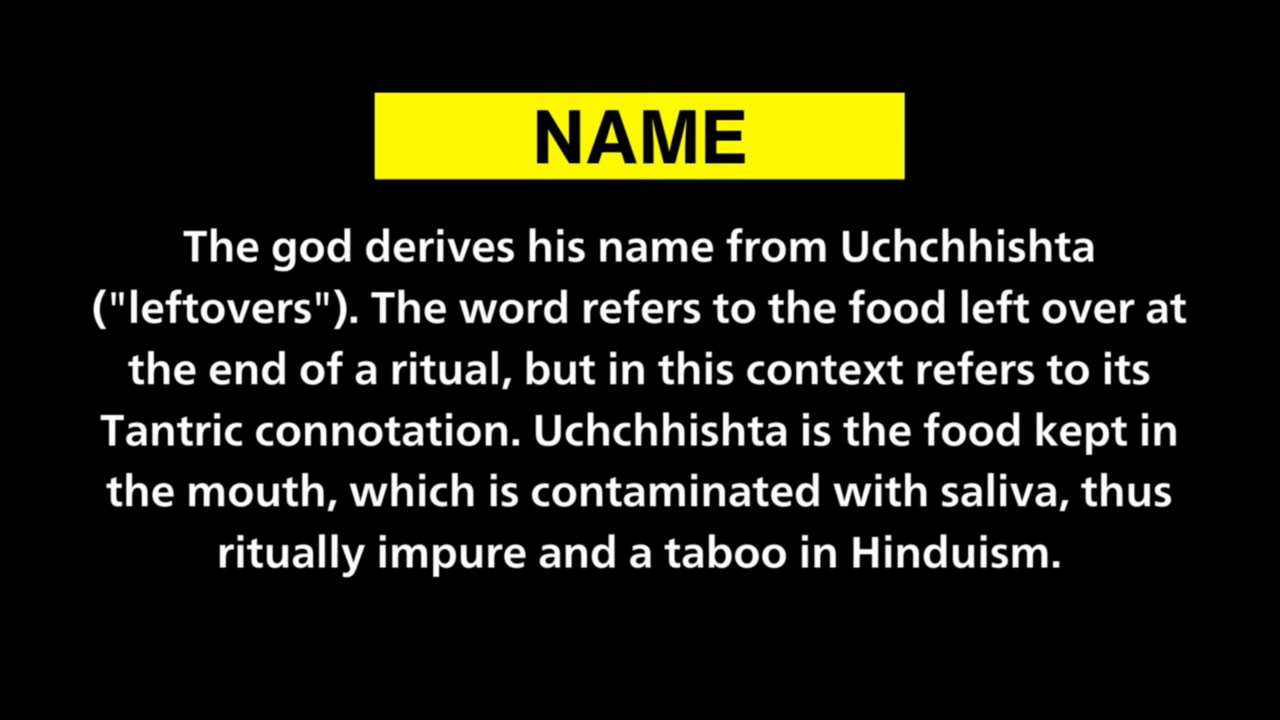 NAME
The god derives his name from Uchchhishta
("leftovers"). The word refers to the food left over at
the end of a ritual, but in this context refers to its
Tantric connotation. Uchchhishta is the food kept in
the mouth, which is contaminated with saliva, thus
ritually impure and a taboo in Hinduism.